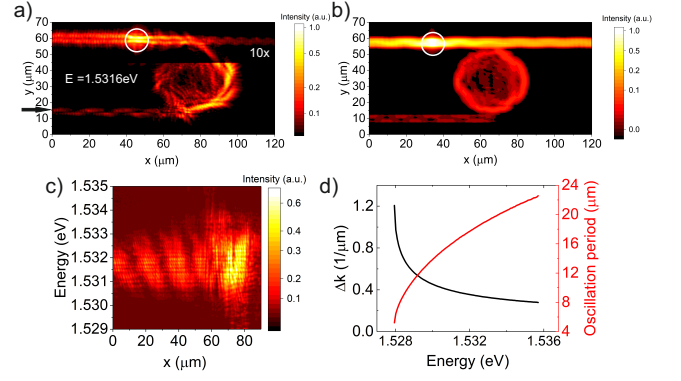 a)
Intensity (a.u.)
70
60
50
40
30
20
10
0
y (µm)
10x
E =1.5316eV
1.0
0.5
0.1
0 20 40 60 80 100 120
x (µm)
b)
Intensity (a.u.)
70
60
50
40
30
20
10
0
y (µm)
1.0
0.5
0.1
0.0
0 20 40 60 80 100 120
x (µm)
c)
Intensity (a.u.)
1.535
1.534
1.533
1.532
1.531
1.530
1.529
Energy (eV)
0.6
0.4
0.3
0.2
0.1
0 20 40 60 80
x (µm)
d)
1.2
0.8
0.4
0.0
Δk (1/µm)
24
20
16
12
8
4
Oscillation period (µm)
1.528 1.532 1.536
Energy (eV)